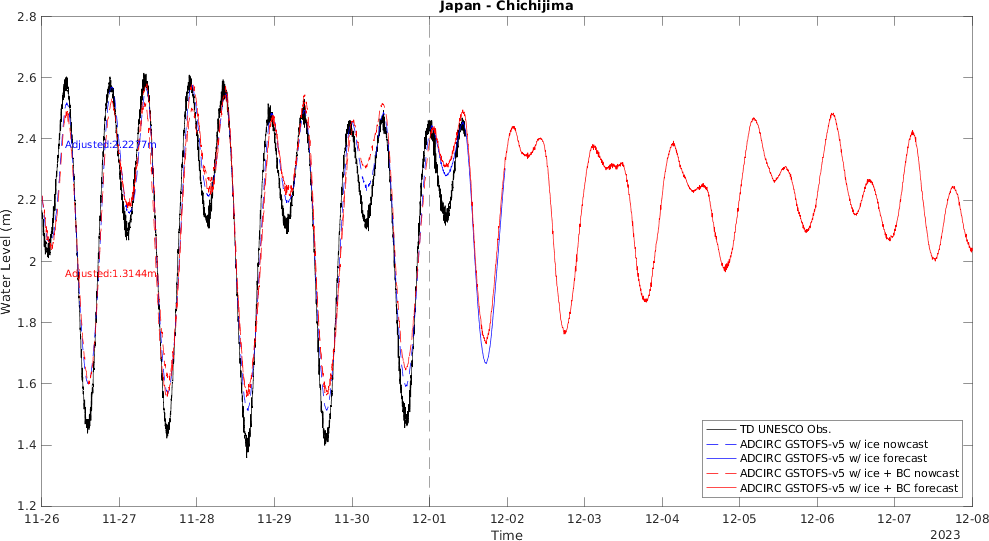 Japan - Chichijima
Water Level (m)
2.8
2.6
2.4
2.2
2
1.8
1.6
1.4
1.2
Adjusted:2.2277m
Adjusted:1.3144m
TD UNESCO Obs.
ADCIRC GSTOFS-v5 w/ ice nowcast
ADCIRC GSTOFS-v5 w/ ice forecast
ADCIRC GSTOFS-v5 w/ ice + BC nowcast
ADCIRC GSTOFS-v5 w/ ice + BC forecast
11-26 11-27 11-28 11-29 11-30 12-01 12-02 12-03 12-04 12-05 12-06 12-07 12-08
Time
2023